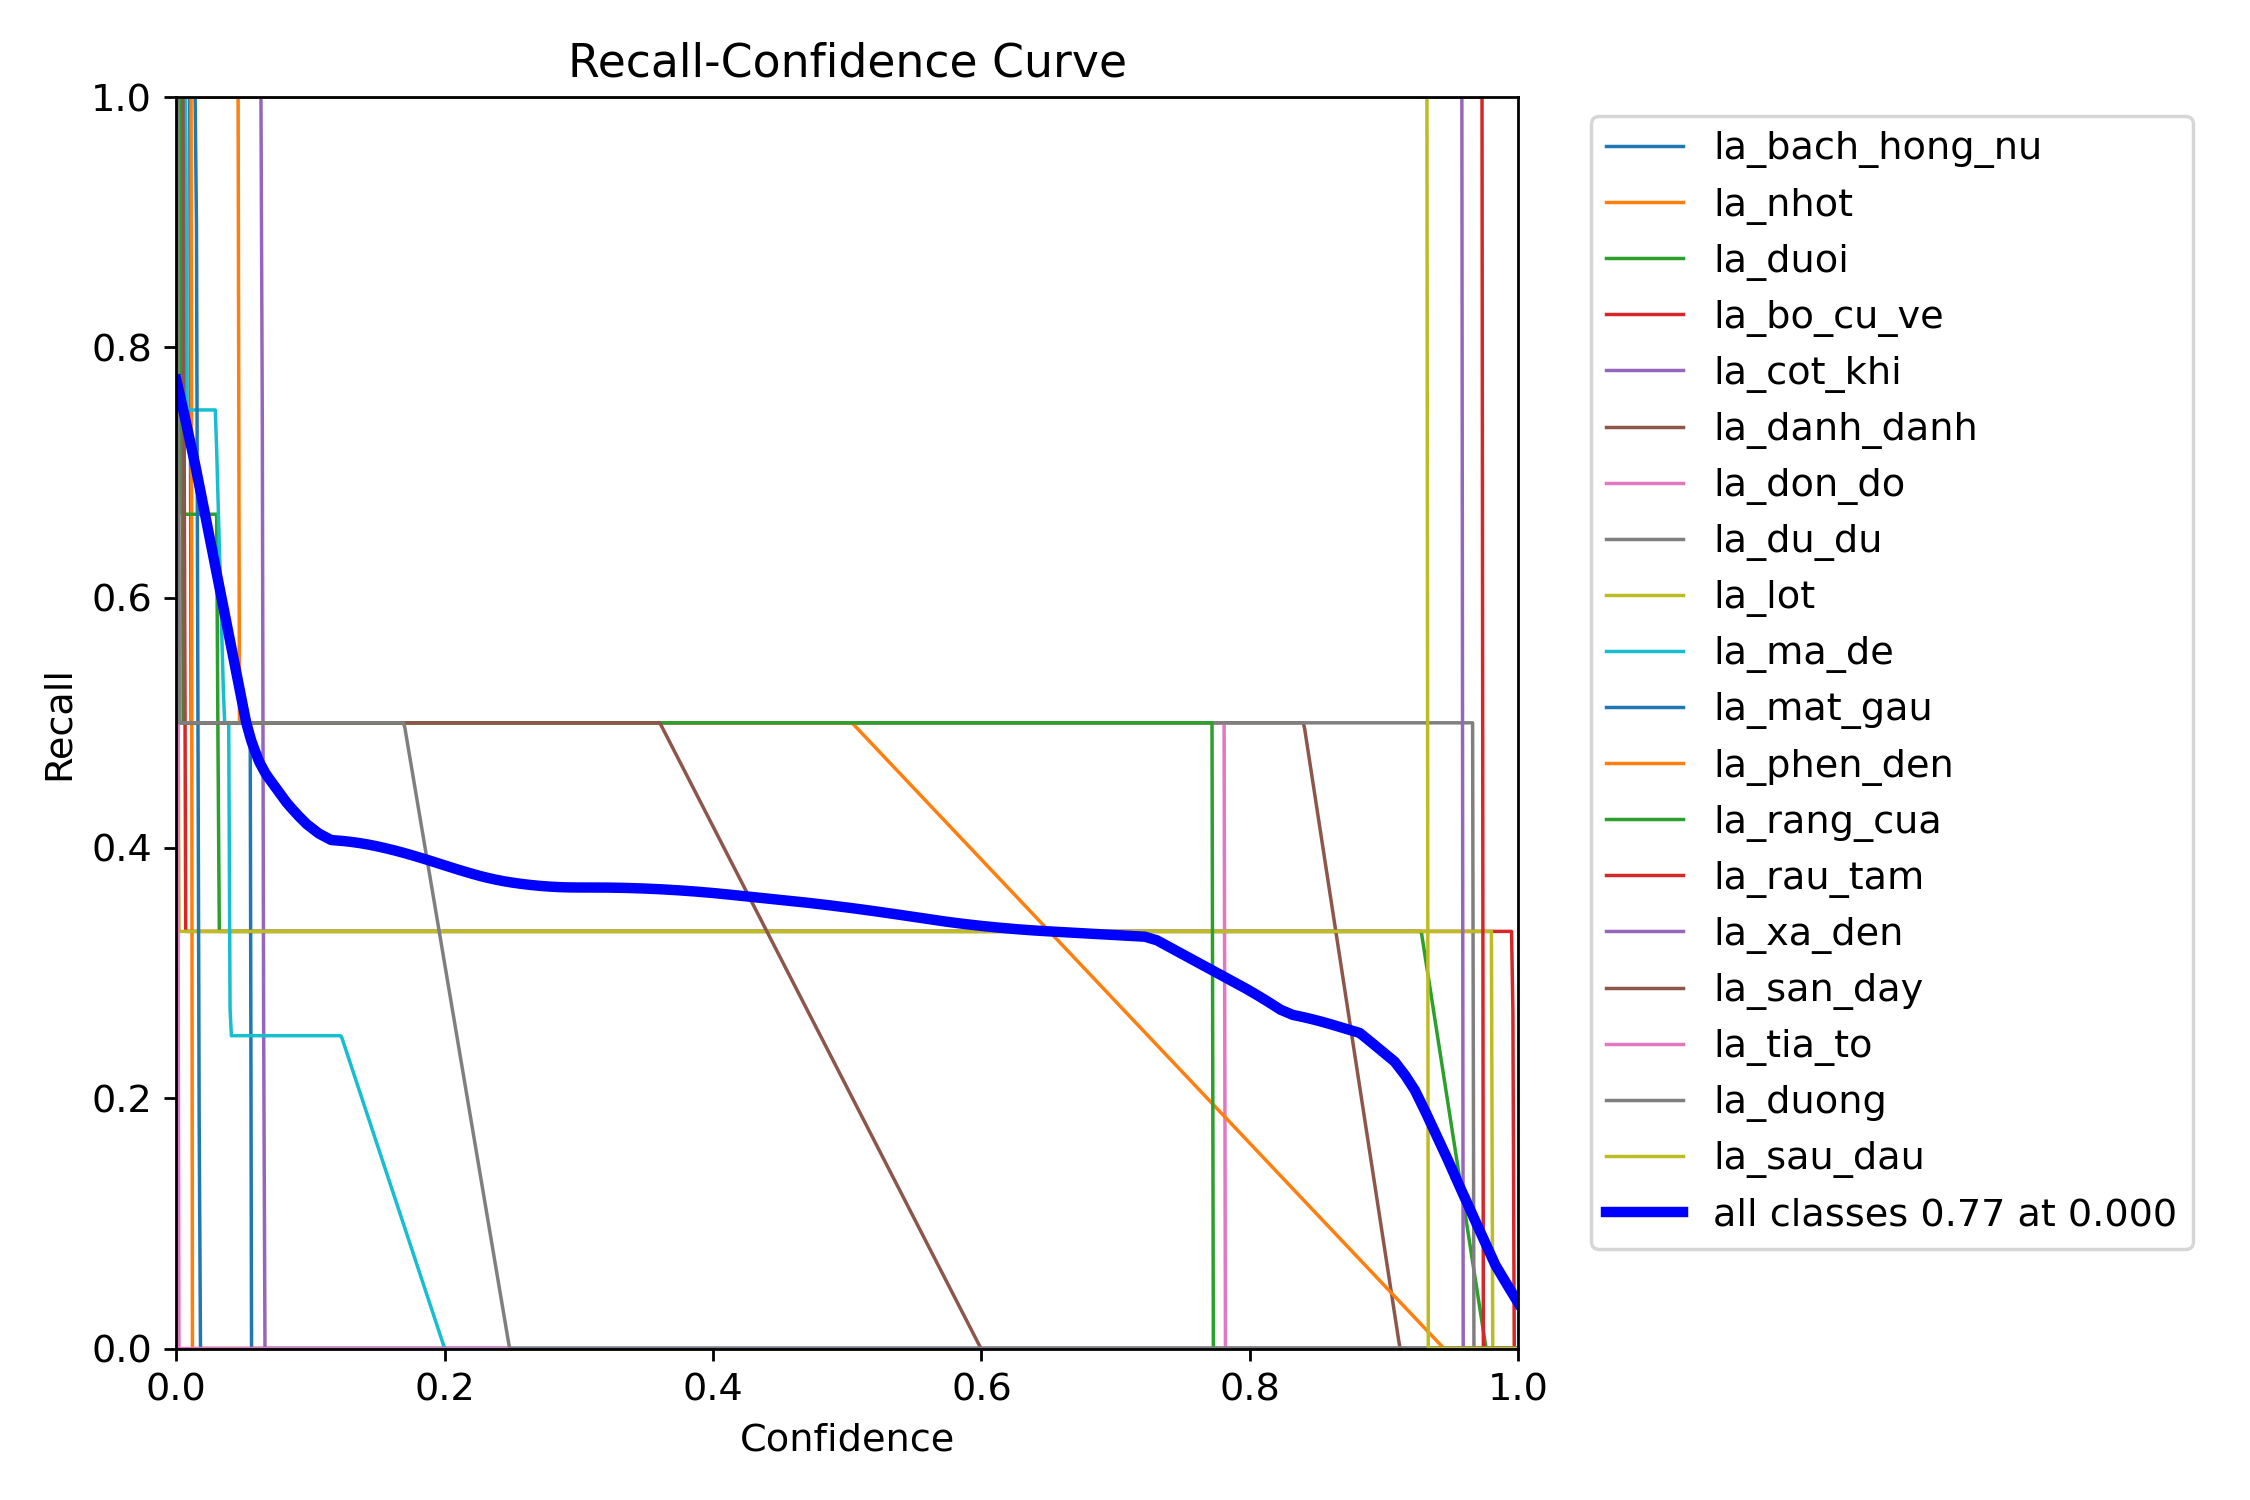 Recall-Confidence Curve
1.0
0.8
0.6
0.4
0.2
0.0
Recall
0.0 0.2 0.4 0.6 0.8 1.0
Confidence
la_bach_hong_nu
la_nhot
la_duoi
la_bo_cu_ve
la_cot_khi
la_danh_danh
la_don_do
la_du_du
la_lot
la_ma_de
la_mat_gau
la_phen_den
la_rang_cua
la_rau_tam
la_xa_den
la_san_day
la_tia_to
la_duong
la_sau_dau
all classes 0.77 at 0.000